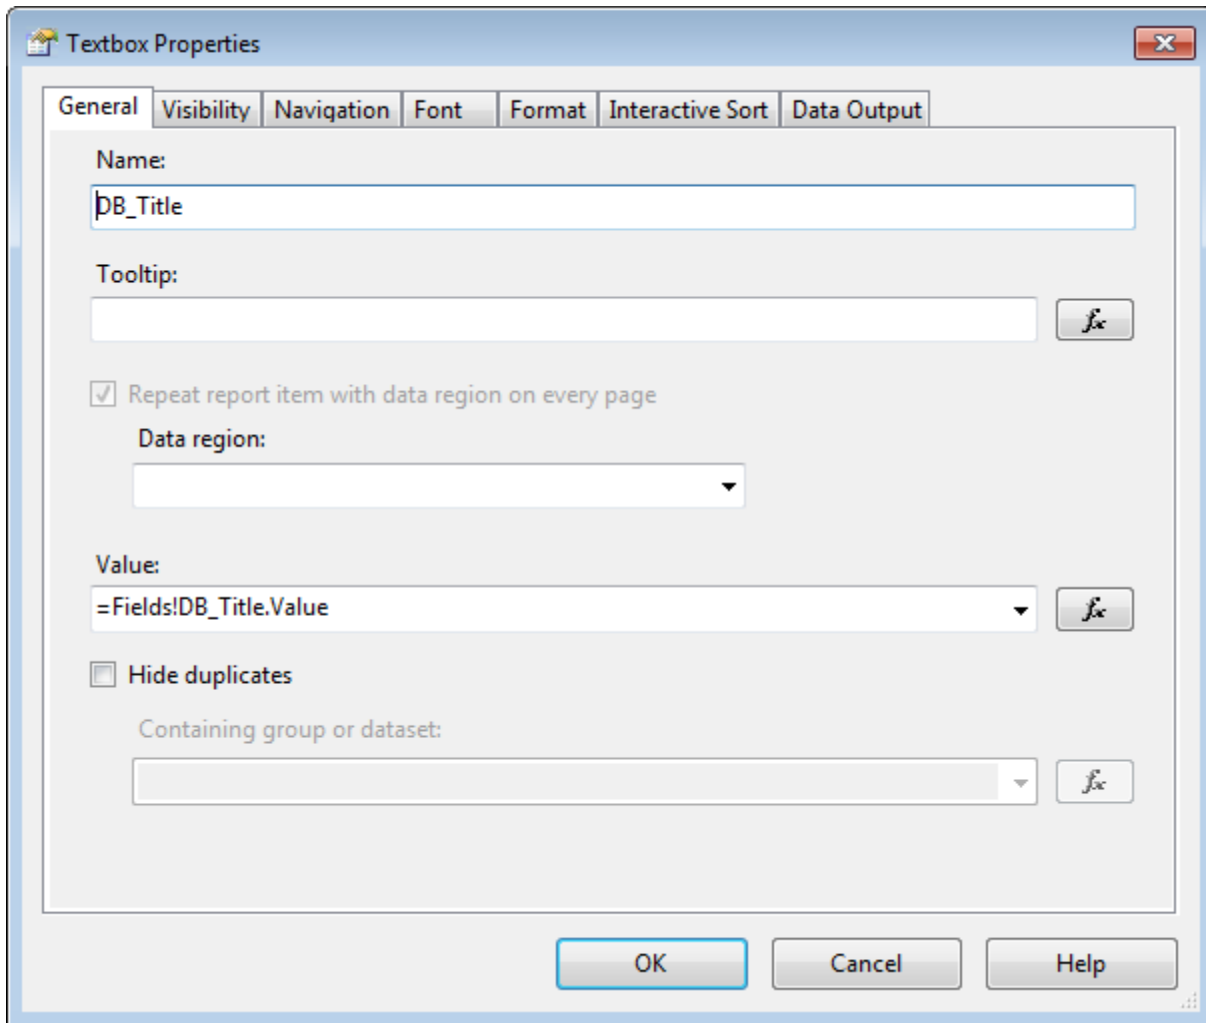 Textbox Properties
General Visibility Navigation Font Format Interactive Sort Data Output
Name:
DB_Title
Tooltip:
fx
Repeat report item with data region on every page
Data region:
Value:
=Fields!DB_Title.Value
fx
Hide duplicates
Containing group or dataset:
fx
OK Cancel Help